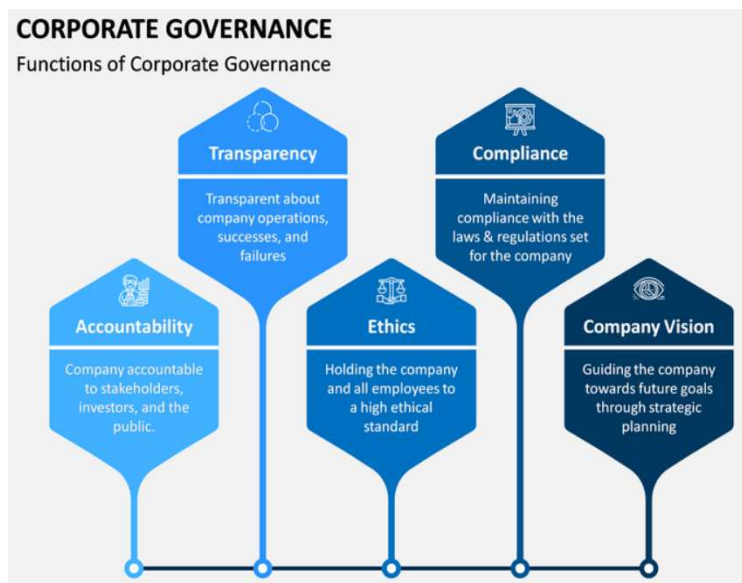 CORPORATE GOVERNANCE
Functions of Corporate Governance
Accountability
Company accountable
to stakeholders,
investors, and the
public.
Transparency
Transparent about
company operations,
successes, and
failures
Ethics
Holding the company
and all employees to
a high ethical
standard
Compliance
Maintaining
compliance with the
laws & regulations set
for the company
Company Vision
Guiding the company
towards future goals
through strategic
planning